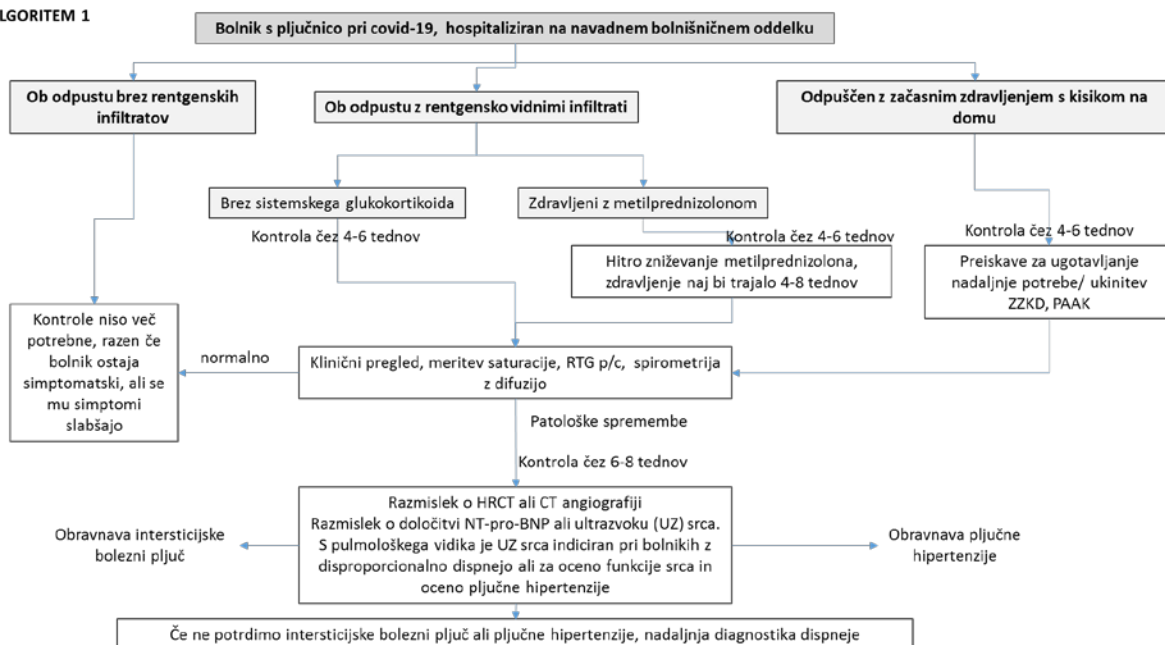 LGORITEM 1
Bolnik s pljučnico pri covid-19, hospitaliziran na navadnem bolnišničnem oddelku
Ob odpustu brez rentgenskih
infiltratov
Ob odpustu z rentgensko vidnimi infiltrati
Odpuščen z začasnim zdravljenjem s kisikom na
domu
Brez sistemskega glukokortikoida
Zdravljeni z metilprednizolonom
Kontrola čez 4-6 tednov
Kontrola čez 4-6 tednov
Kontrola čez 4-6 tednov
Hitro zniževanje metilprednizolona,
zdravljenje naj bi trajalo 4-8 tednov
Preiskave za ugotavljanje
nadaljnje potrebe/ ukinitev
ZZKD, PAAK
Kontrole niso več
potrebne, razen če
bolnik ostaja
simptomatski, ali se
mu simptomi
slabšajo
normalno
Klinični pregled, meritev saturacije, RTG p/c, spirometrija
z difuzijo
Patološke spremembe
Kontrola čez 6-8 tednov
Razmislek o HRCT ali CT angiografiji
Razmislek o določitvi NT-pro-BNP ali ultrazvoku (UZ) srca.
S pulmološkega vidika je UZ srca indiciran pri bolnikih z
disproporcionalno dispnejo ali za oceno funkcije srca in
oceno pljučne hipertenzije
Obravnava intersticijske
bolezni pljuč
Obravnava pljučne
hipertenzije
Če ne potrdimo intersticijske bolezni pljuč ali pljučne hipertenzije, nadaljnja diagnostika dispneje